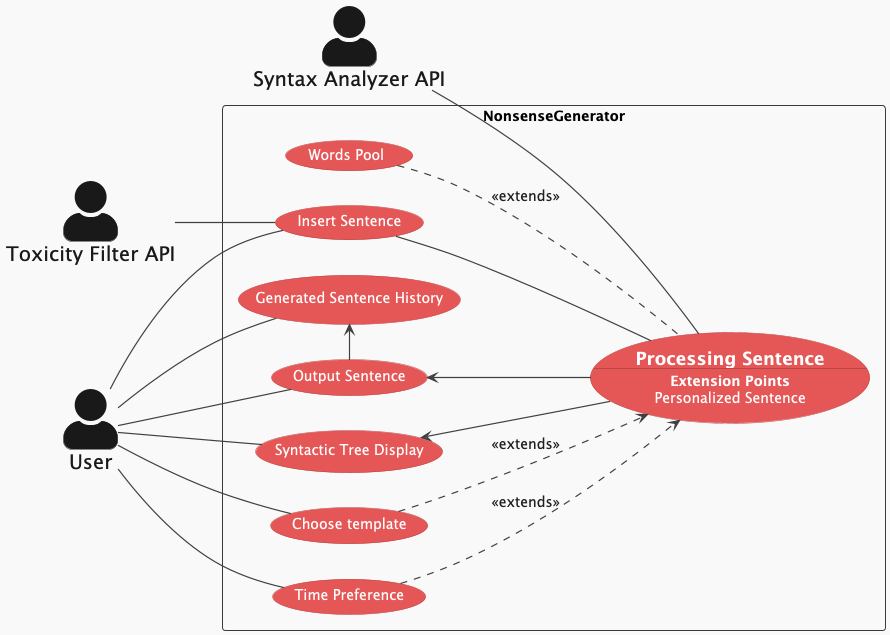 Syntax Analyzer API
NonsenseGenerator
Words Pool
«extends»
Insert Sentence
Toxicity Filter API
Generated Sentence History
Processing Sentence
Extension Points
Personalized Sentence
Output Sentence
Syntactic Tree Display
«extends»
User
Choose template
«extends»
Time Preference